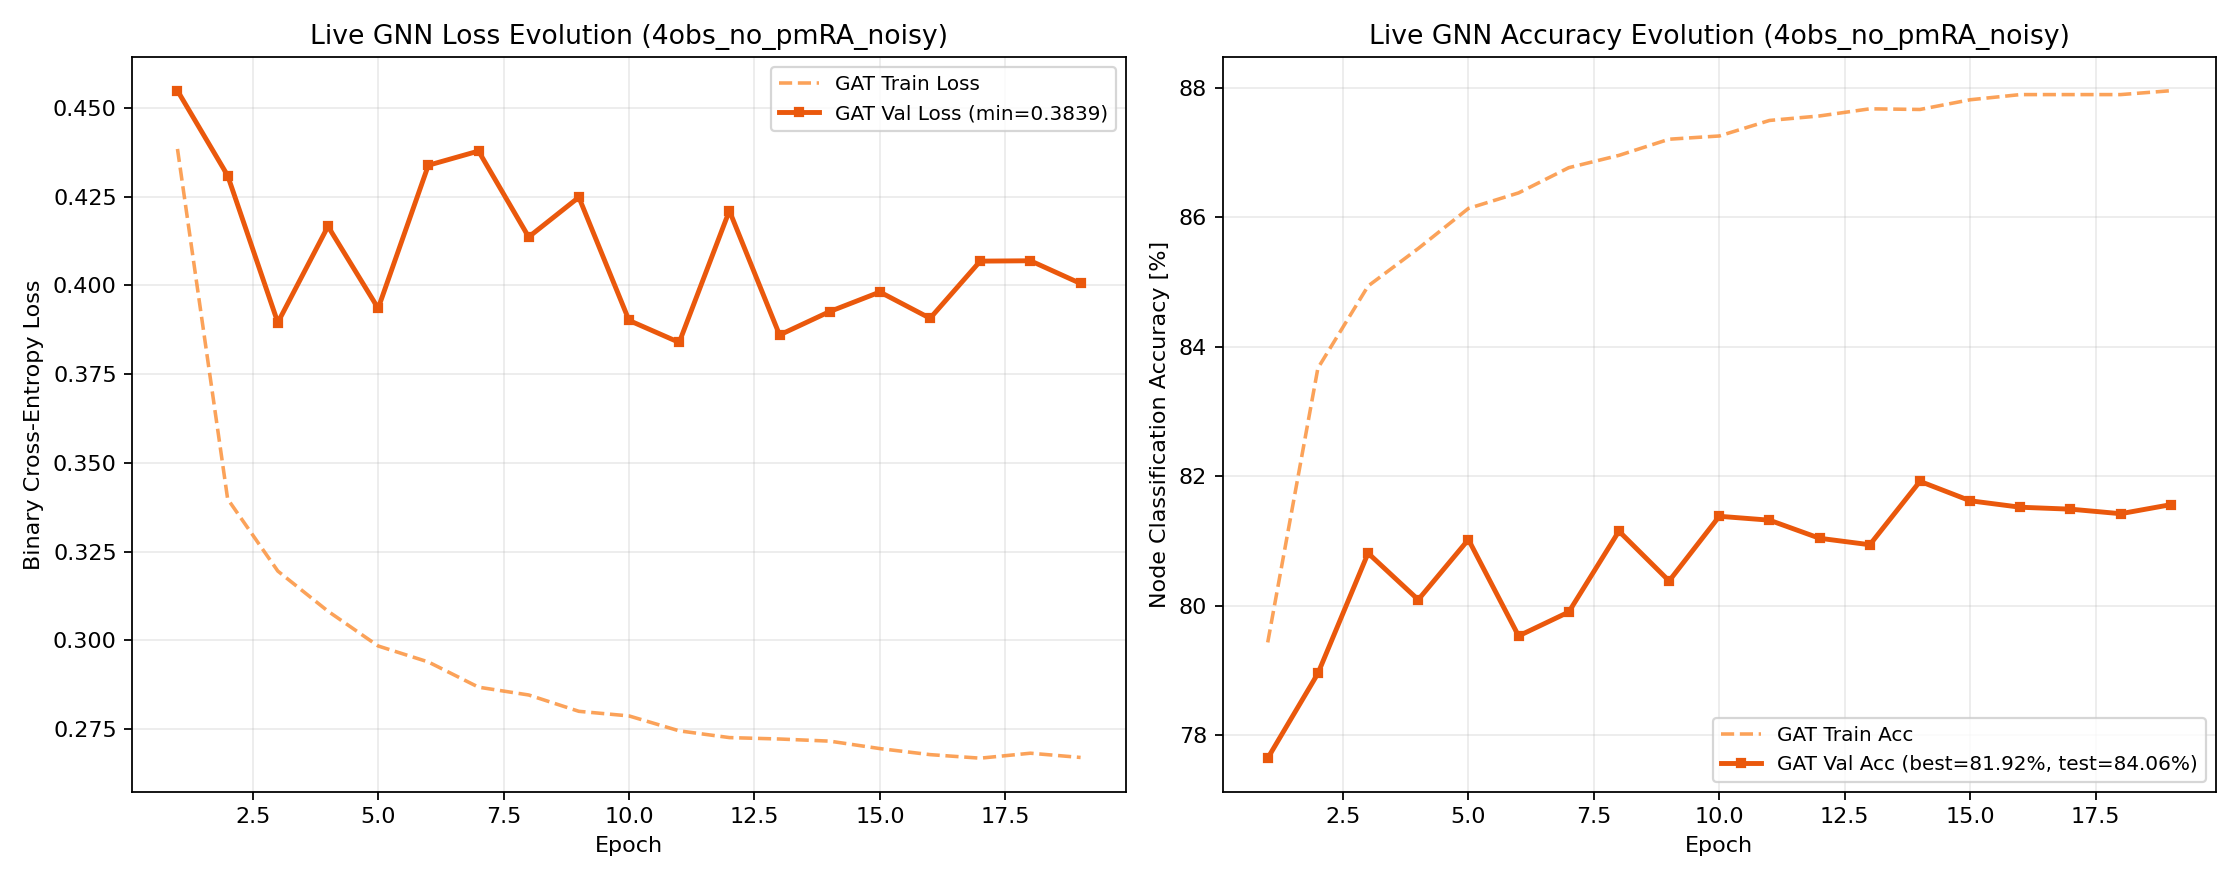 Live GNN Loss Evolution (4obs_no_pmRA_noisy)
GAT Train Loss
GAT Val Loss (min=0.3839)
Binary Cross-Entropy Loss
0.450
0.425
0.400
0.375
0.350
0.325
0.300
0.275
2.5
5.0
7.5
10.0
12.5
15.0
17.5
Epoch
Live GNN Accuracy Evolution (4obs_no_pmRA_noisy)
Node Classification Accuracy [%]
88
86
84
82
80
78
GAT Train Acc
GAT Val Acc (best=81.92%, test=84.06%)
2.5
5.0
7.5
10.0
12.5
15.0
17.5
Epoch